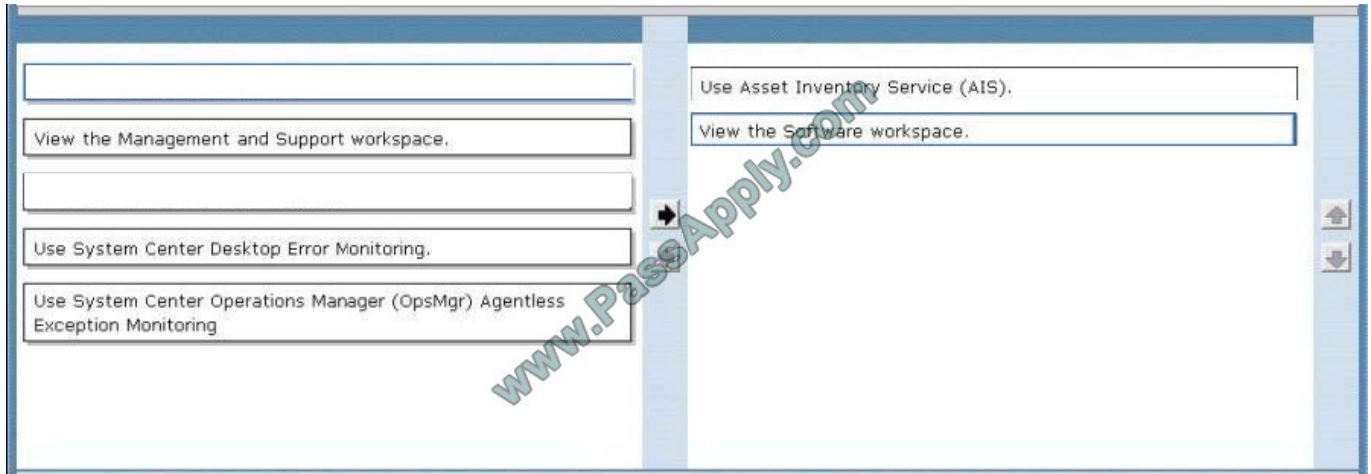 View the Management and Support workspace.
Use System Center Desktop Error Monitoring.
Use System Center Operations Manager (OpsMgr) Agentless
Exception Monitoring
Use Asset Inventory Service (AIS).
View the Software workspace.
www.PassApply.com